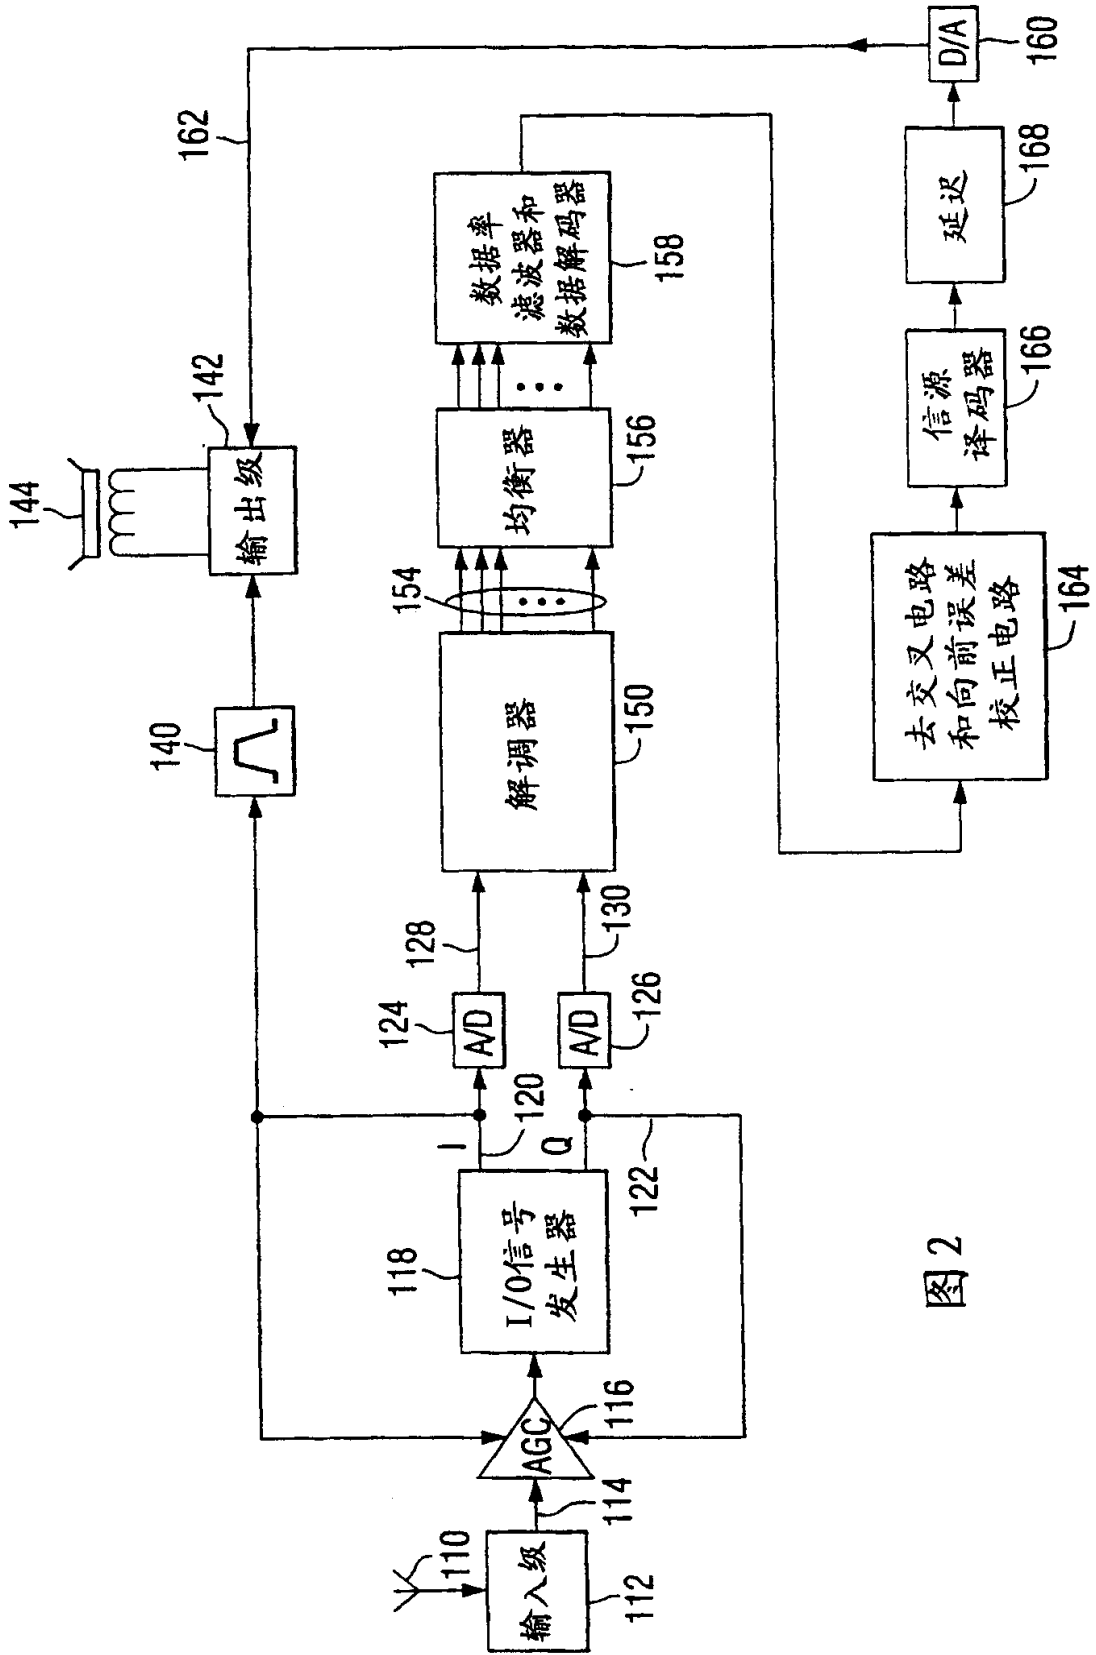 144
142
输出级
162
140
110
112
输入级
114
AGC
116
118
I/O信号
发生器
I
120
Q
122
124
A/D
128
A/D
126
130
解调器
150
154
均衡器
156
数据率
滤波器和
数据解码器
158
去交叉电路
和向前误差
校正电路
164
信源
译码器
166
延迟
168
D/A
160
图2